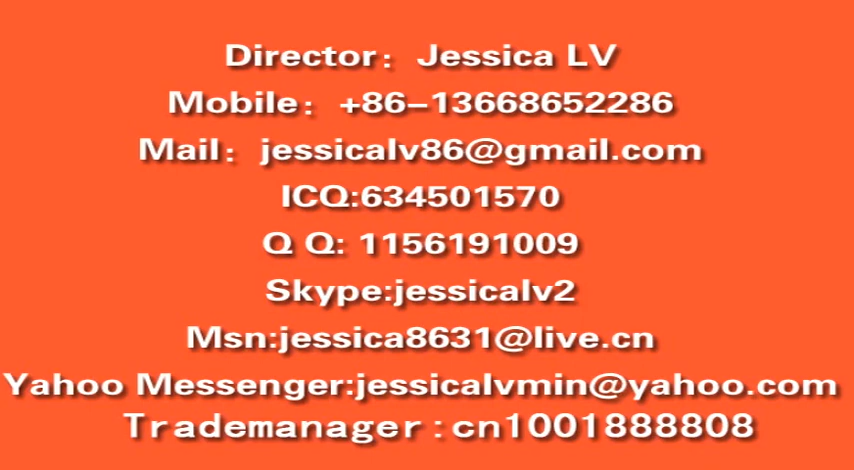 Director：Jessica LV
Mobile：+86-13668652286
Mail：jessicalv86@gmail.com
ICQ:634501570
Q Q: 1156191009
Skype:jessicalv2
Msn:jessica8631@live.cn
Yahoo Messenger:jessicalvmin@yahoo.com
Trademanager:cn1001888808